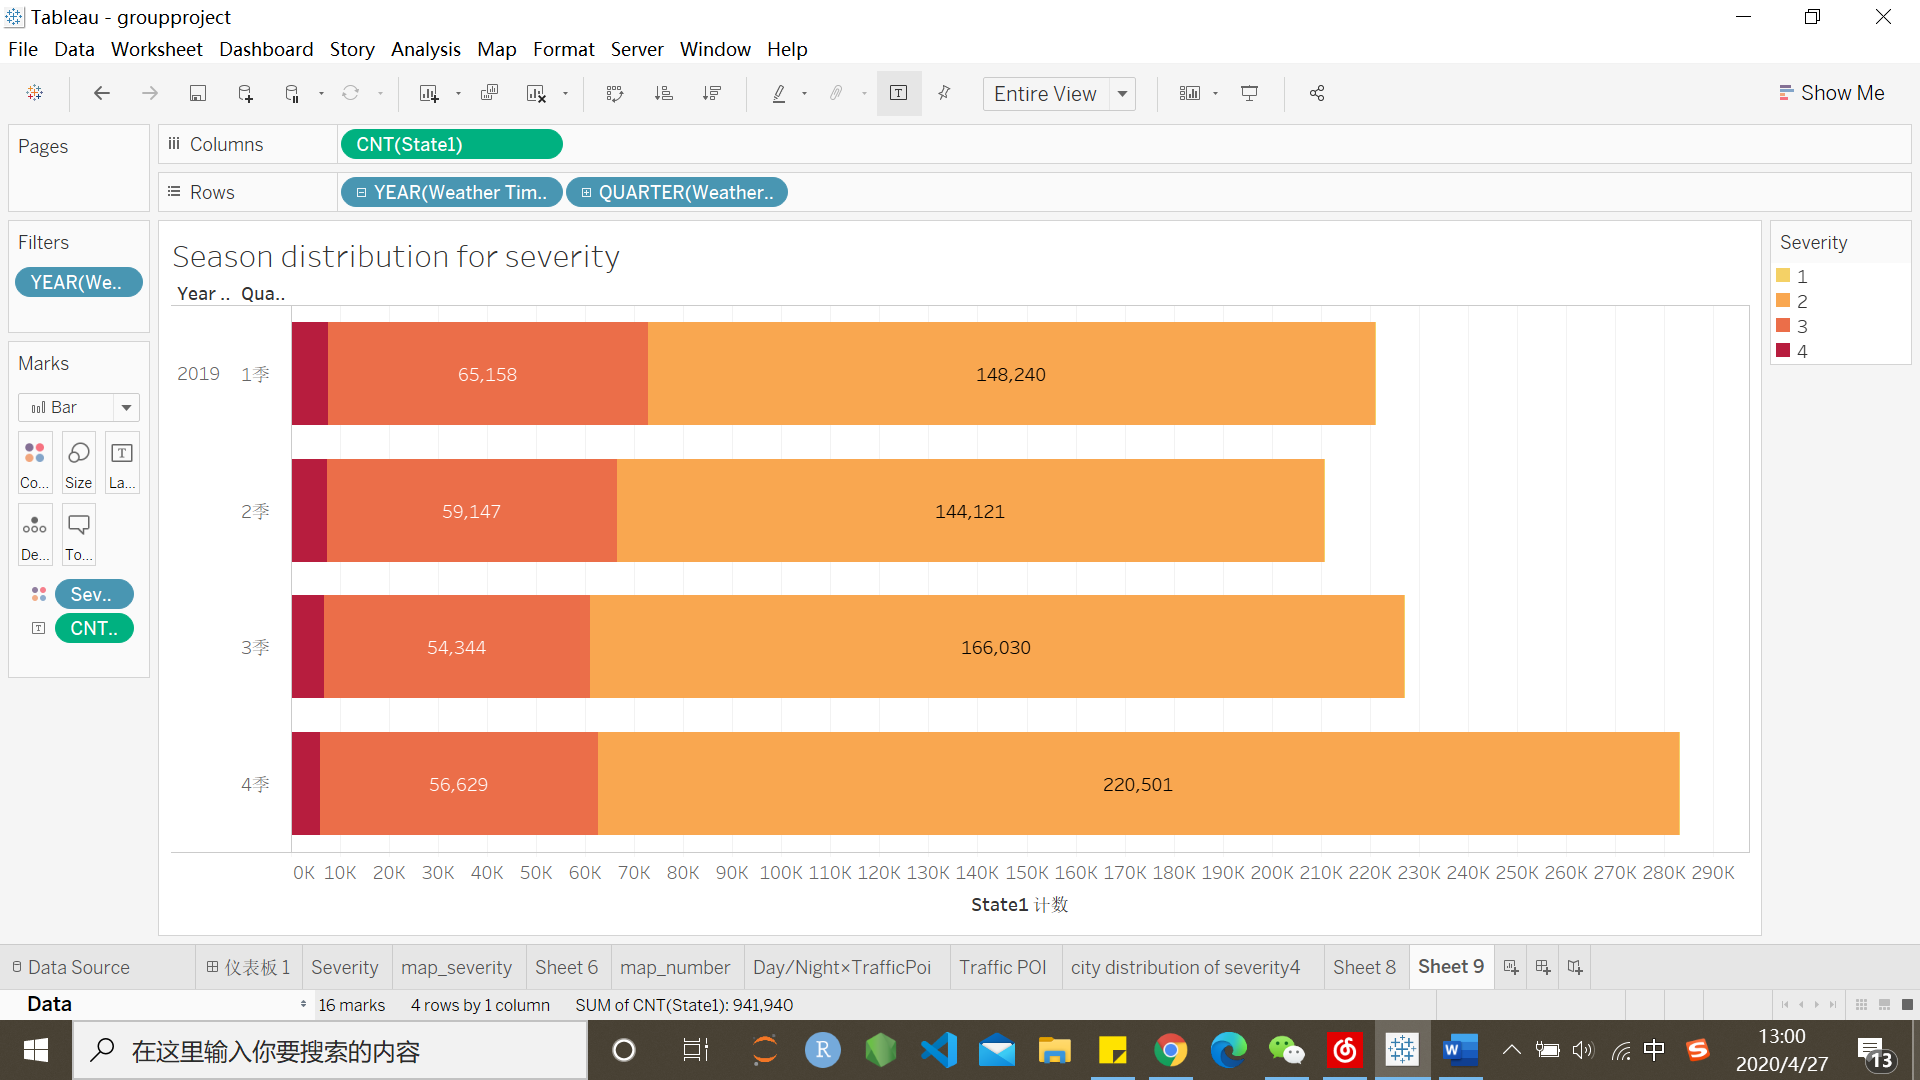 Tableau - groupproject
File Data Worksheet Dashboard Story Analysis Map Format Server Window Help
Entire View
Show Me
Pages
Columns
CNT(State1)
Rows
YEAR(Weather Tim..
QUARTER(Weather..
Filters
YEAR(We..
Marks
Bar
Co... Size La...
De... To...
Sev..
CNT..
Season distribution for severity
Year .. Qua..
2019 1季 65,158 148,240
2季 59,147 144,121
3季 54,344 166,030
4季 56,629 220,501
0K 10K 20K 30K 40K 50K 60K 70K 80K 90K 100K 110K 120K 130K 140K 150K 160K 170K 180K 190K 200K 210K 220K 230K 240K 250K 260K 270K 280K 290K
State1 计数
Severity
1
2
3
4
Data Source 仪表板 1 Severity map_severity Sheet 6 map_number Day/Night×TrafficPoi Traffic POI city distribution of severity4 Sheet 8 Sheet 9
Data 16 marks 4 rows by 1 column SUM of CNT(State1): 941,940
在这里输入你要搜索的内容
R
W
中
S
13:00
2020/4/27
13